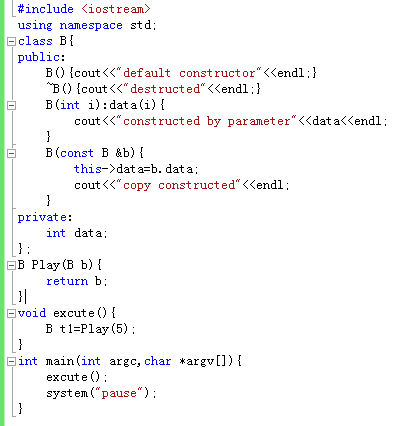 #include <iostream>
using namespace std;
class B{
public:
    B(){cout<<"default constructor"<<endl;}
    ~B(){cout<<"destructed"<<endl;}
    B(int i):data(i){
        cout<<"constructed by parameter"<<data<<endl;
    }
    B(const B &b){
        this->data=b.data;
        cout<<"copy constructed"<<endl;
    }
private:
    int data;
};
B Play(B b){
    return b;
}
void excute(){
    B t1=Play(5);
}
int main(int argc,char *argv[]){
    excute();
    system("pause");
}